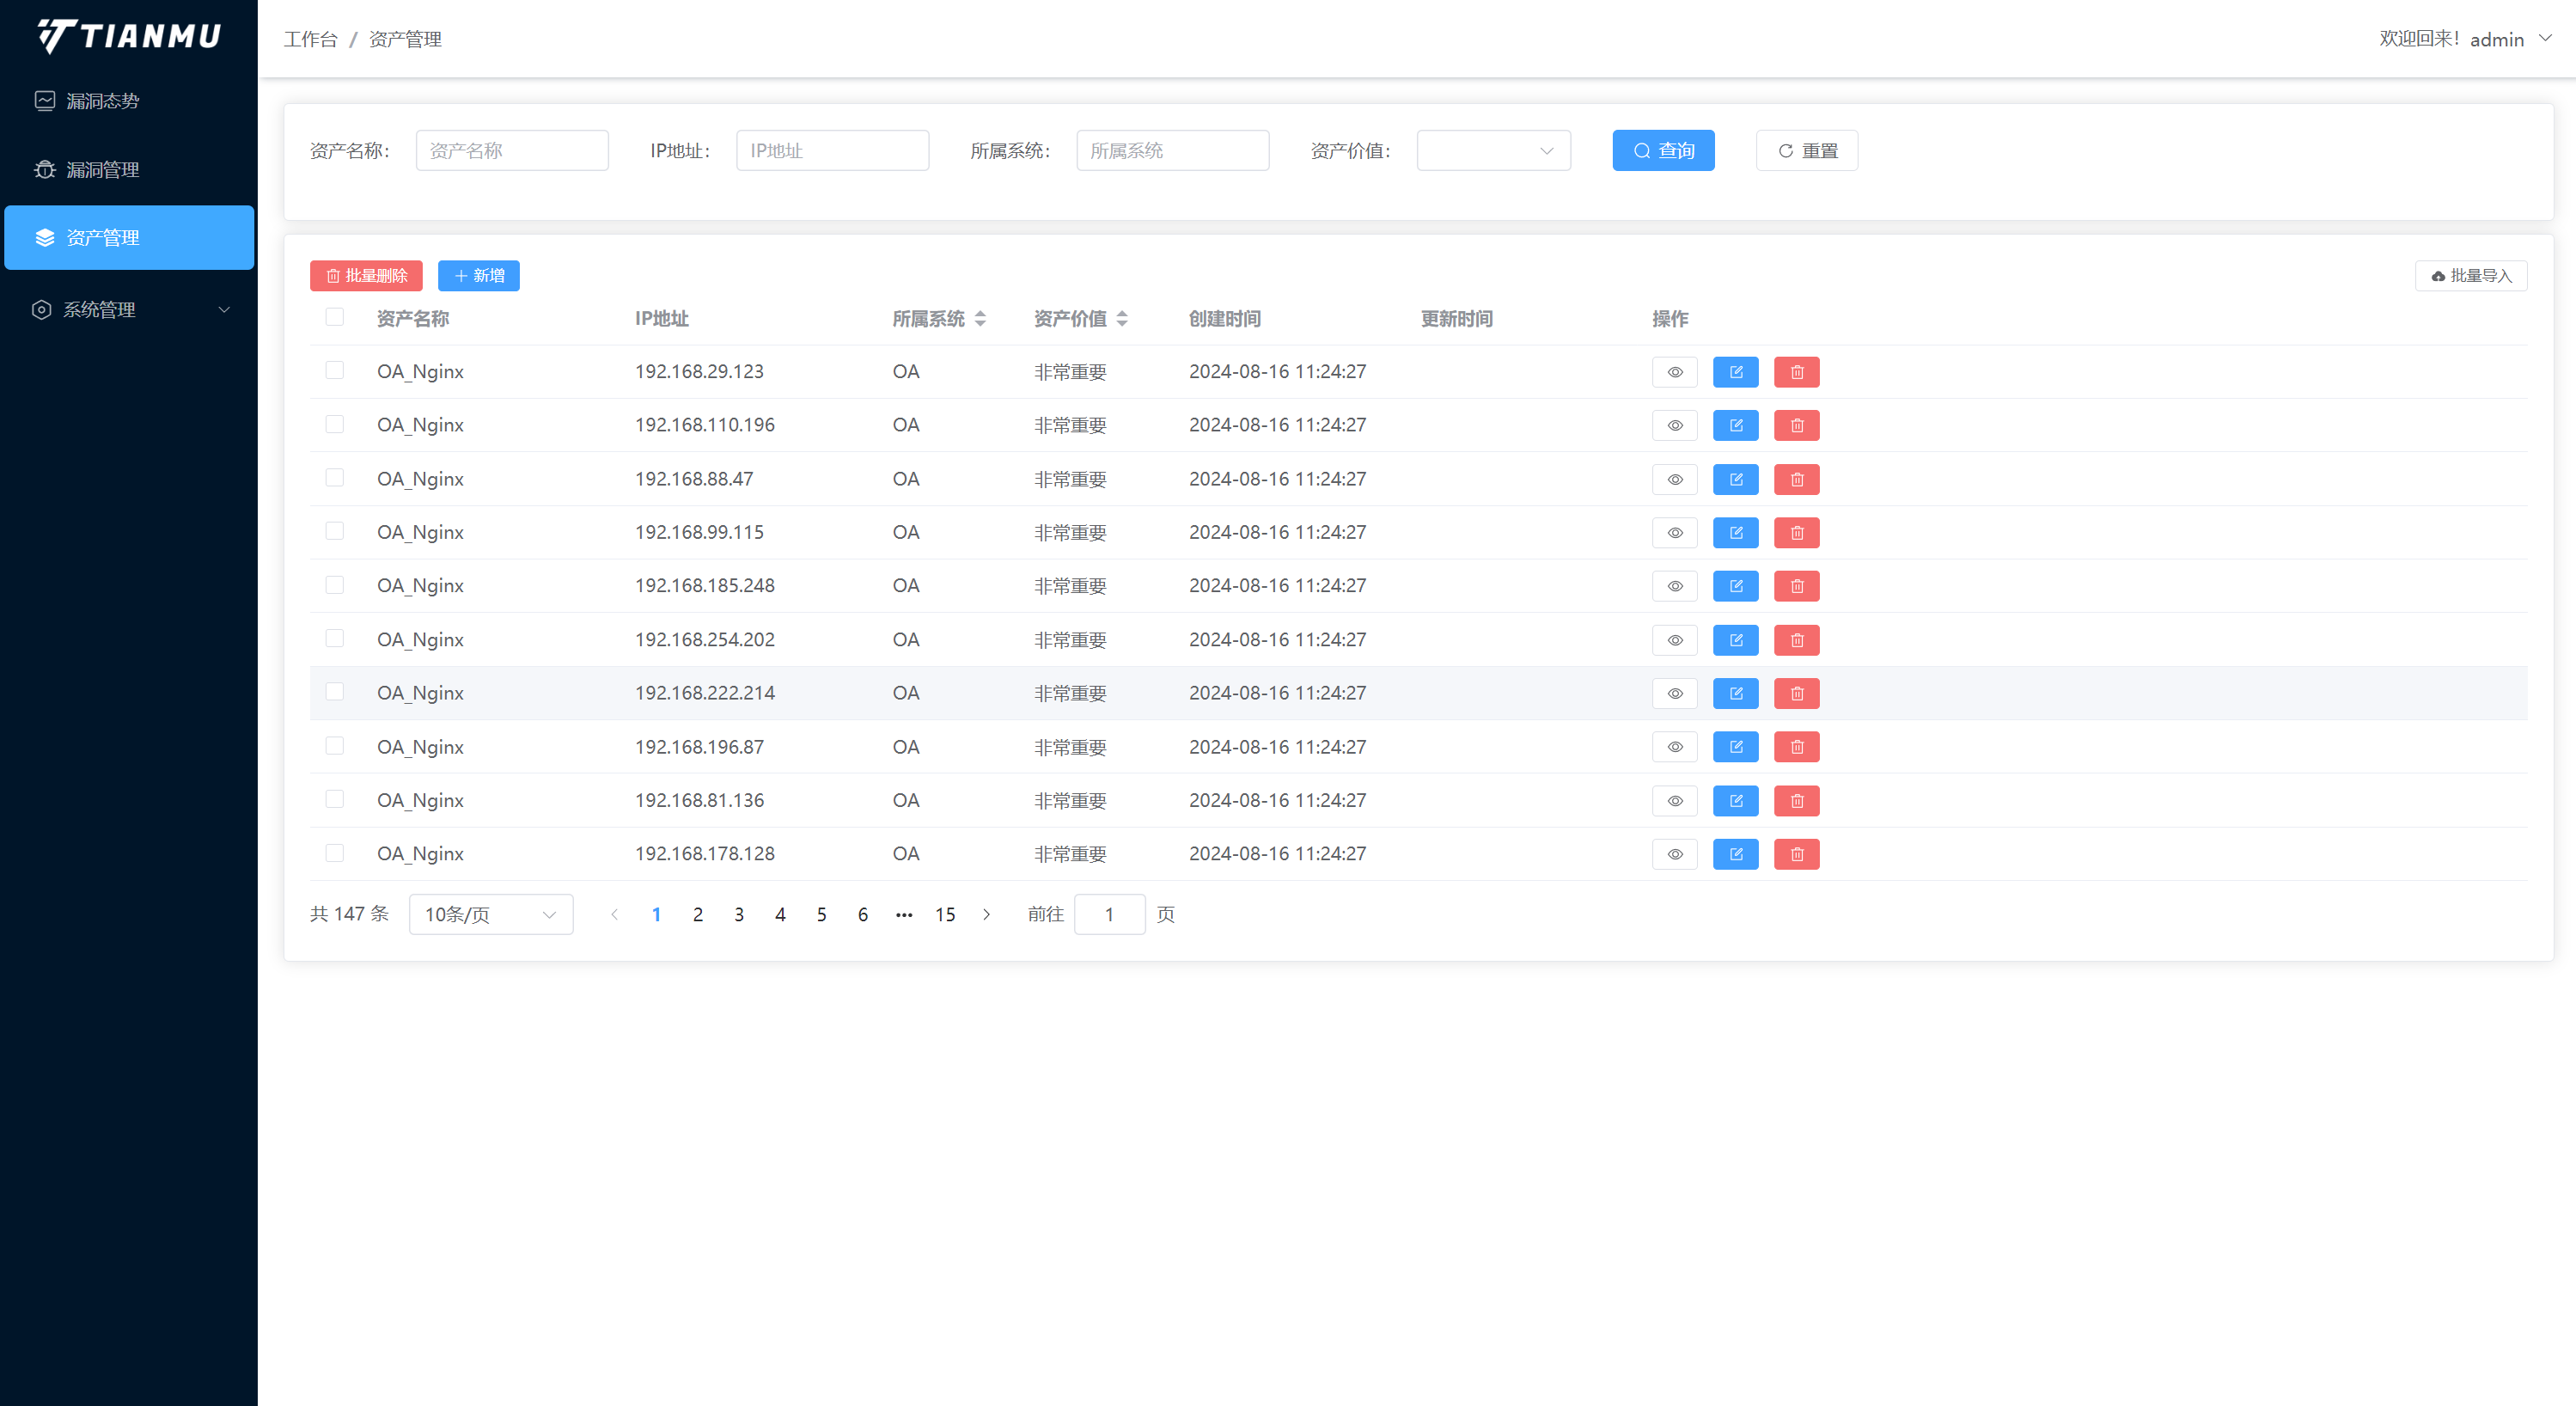 TIANMU
漏洞态势
漏洞管理
资产管理
系统管理
工作台 / 资产管理
欢迎回来! admin
资产名称: 资产名称 IP地址: IP地址 所属系统: 所属系统 资产价值: 查询 重置
批量删除 新增 批量导入
资产名称 IP地址 所属系统 资产价值 创建时间 更新时间 操作
OA_Nginx 192.168.29.123 OA 非常重要 2024-08-16 11:24:27
OA_Nginx 192.168.110.196 OA 非常重要 2024-08-16 11:24:27
OA_Nginx 192.168.88.47 OA 非常重要 2024-08-16 11:24:27
OA_Nginx 192.168.99.115 OA 非常重要 2024-08-16 11:24:27
OA_Nginx 192.168.185.248 OA 非常重要 2024-08-16 11:24:27
OA_Nginx 192.168.254.202 OA 非常重要 2024-08-16 11:24:27
OA_Nginx 192.168.222.214 OA 非常重要 2024-08-16 11:24:27
OA_Nginx 192.168.196.87 OA 非常重要 2024-08-16 11:24:27
OA_Nginx 192.168.81.136 OA 非常重要 2024-08-16 11:24:27
OA_Nginx 192.168.178.128 OA 非常重要 2024-08-16 11:24:27
共 147 条 10条/页 1 2 3 4 5 6 ••• 15 前往 1 页